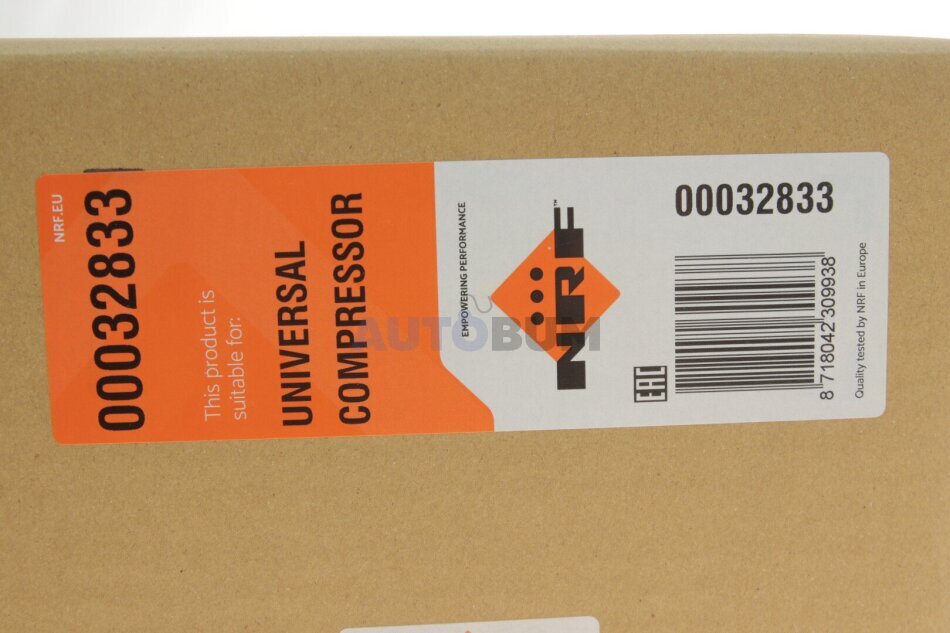 NRF.EU
00032833
This product is
suitable for:
UNIVERSAL
COMPRESSOR
EMPOWERING PERFORMANCE
NRF™
00032833
EAC
8 718042 309938
Quality tested by NRF in Europe
AUTOBUM